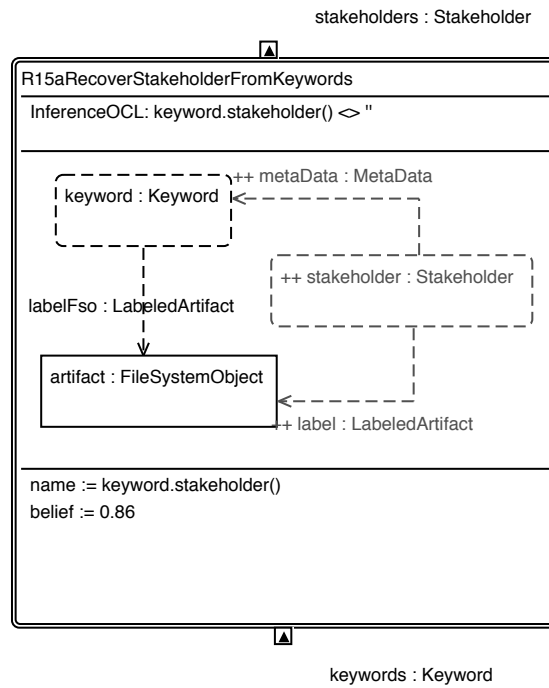 stakeholders : Stakeholder
R15aRecoverStakeholderFromKeywords
InferenceOCL: keyword.stakeholder() <> ''
++ metaData : MetaData
keyword : Keyword
++ stakeholder : Stakeholder
labelFso : LabeledArtifact
artifact : FileSystemObject
++ label : LabeledArtifact
name := keyword.stakeholder()
belief := 0.86
keywords : Keyword